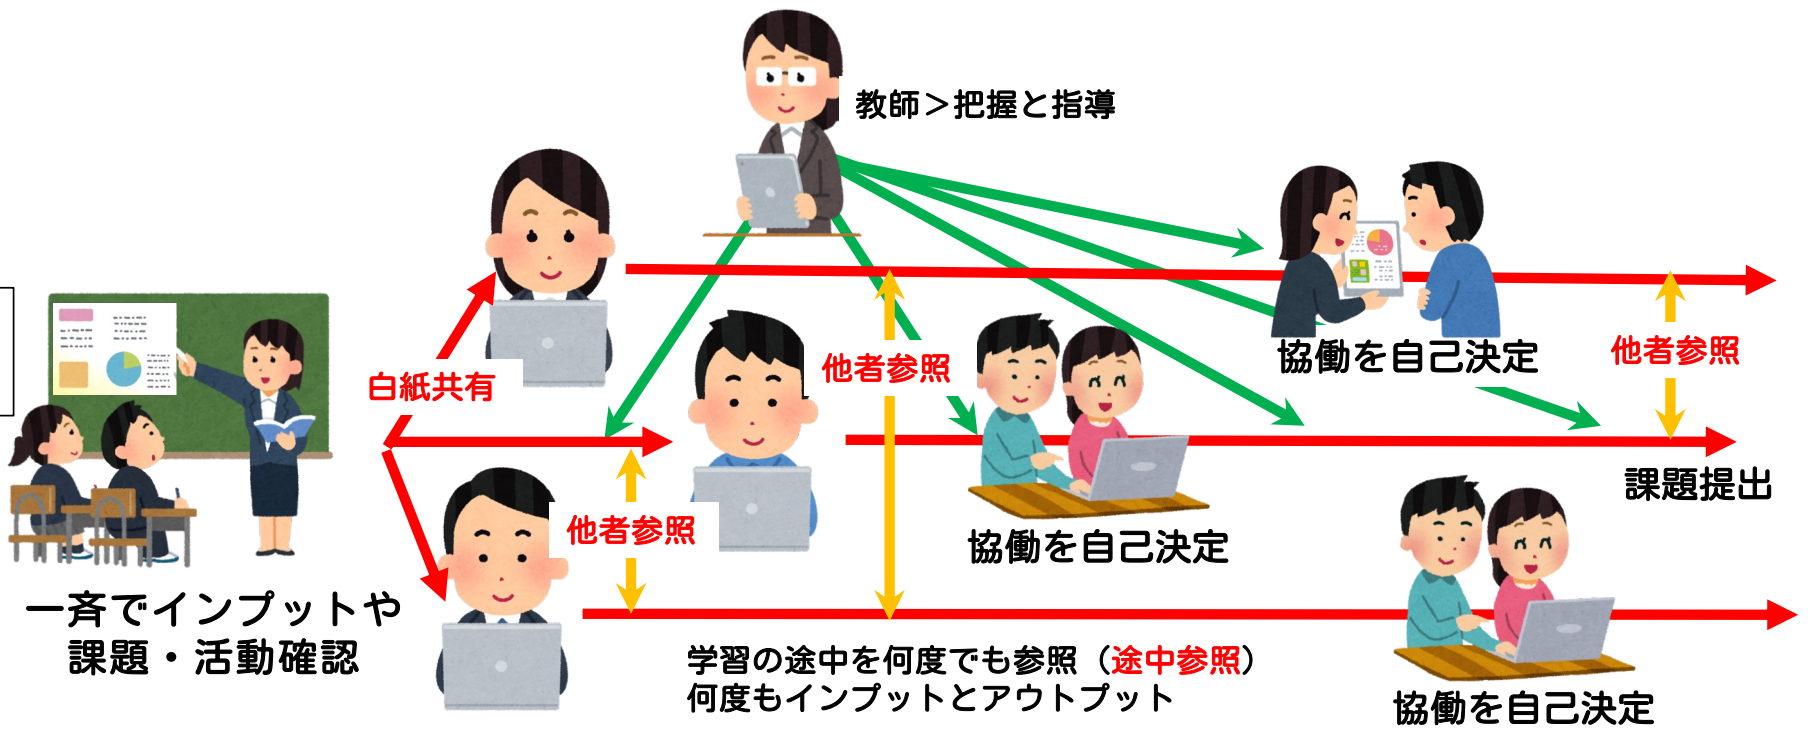 教師＞把握と指導
白紙共有
他者参照
協働を自己決定
他者参照
課題提出
他者参照
協働を自己決定
一斉でインプットや
課題・活動確認
学習の途中を何度でも参照（途中参照）
何度もインプットとアウトプット
協働を自己決定